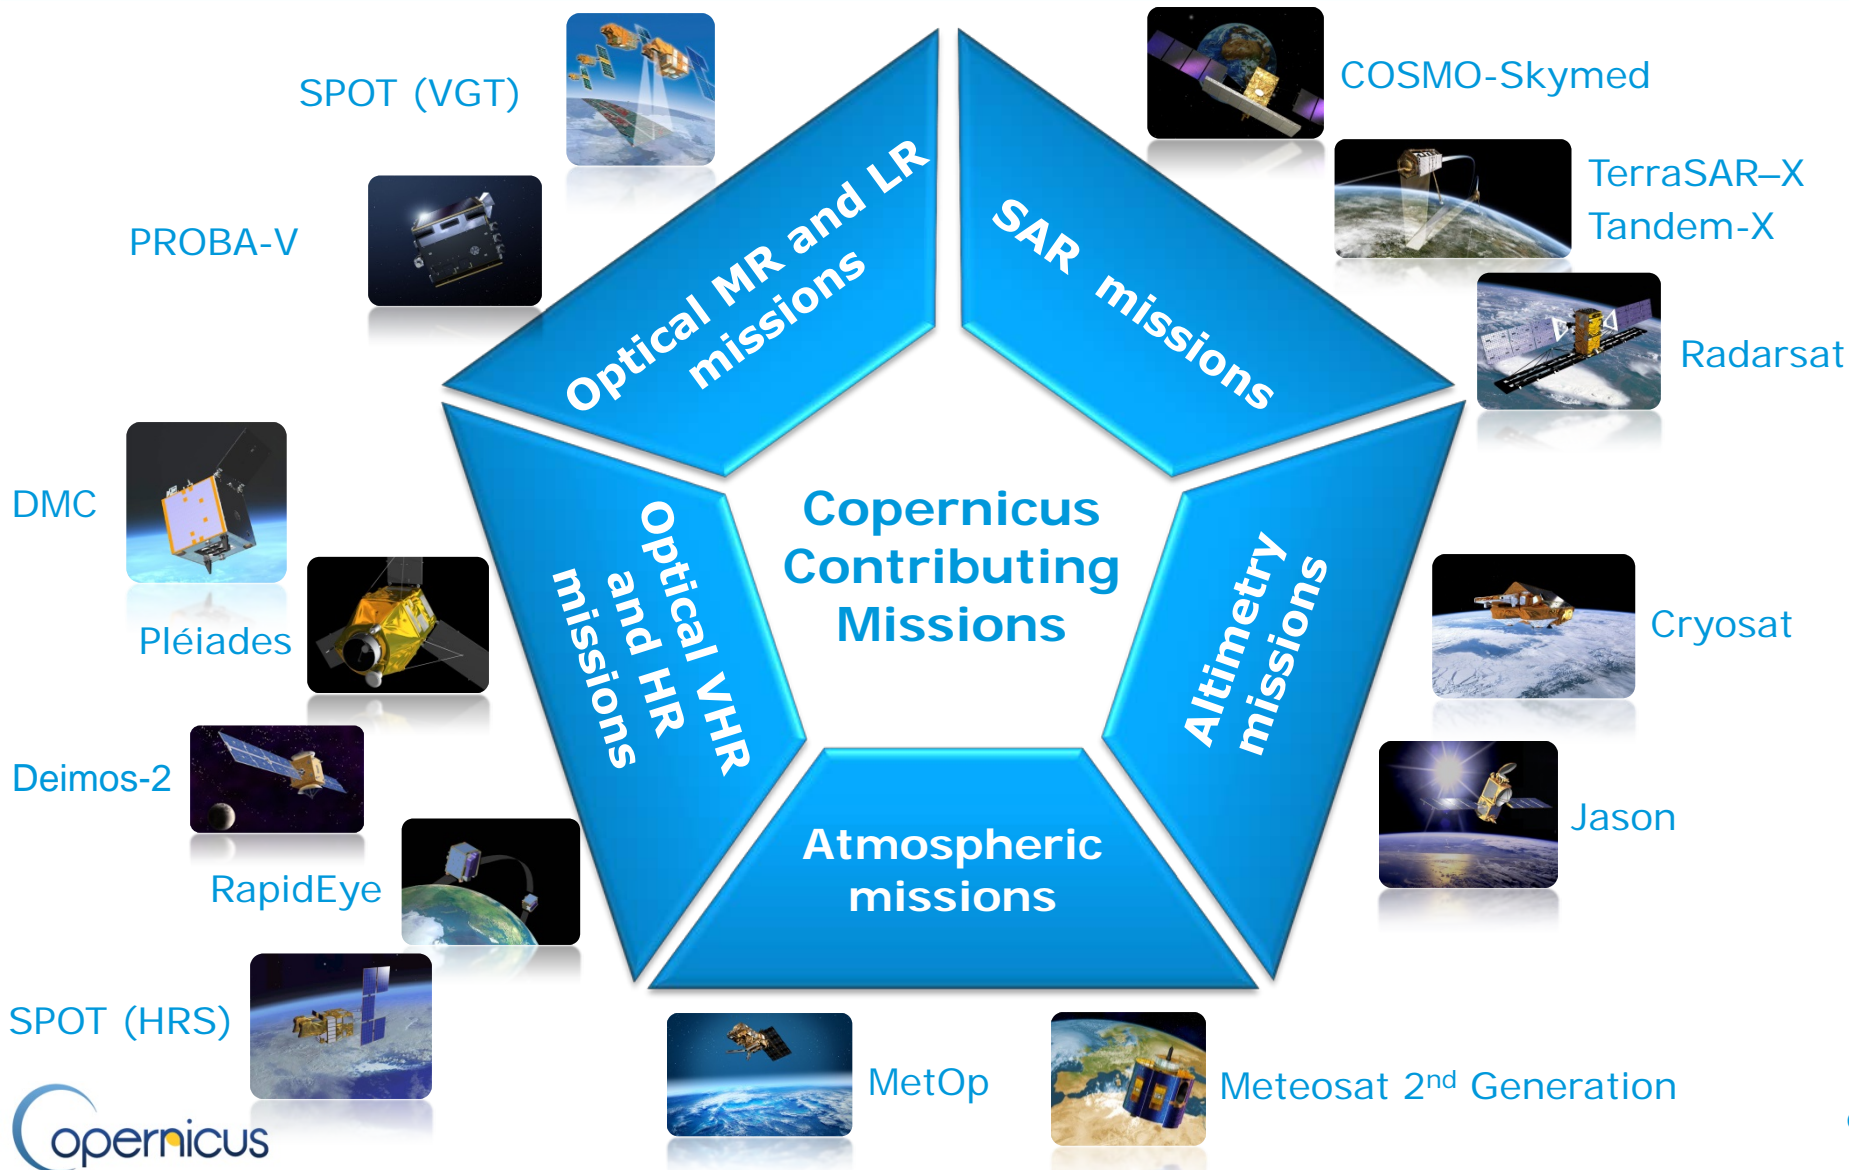 SPOT (VGT)
COSMO-Skymed
PROBA-V
TerraSAR–X
Tandem-X
Radarsat
Optical MR and LR
missions
SAR missions
DMC
Pléiades
Deimos-2
RapidEye
SPOT (HRS)
Optical VHR
and HR
missions
Copernicus
Contributing
Missions
Altimetry
missions
Cryosat
Jason
Atmospheric
missions
MetOp
Meteosat 2nd Generation
opernicus